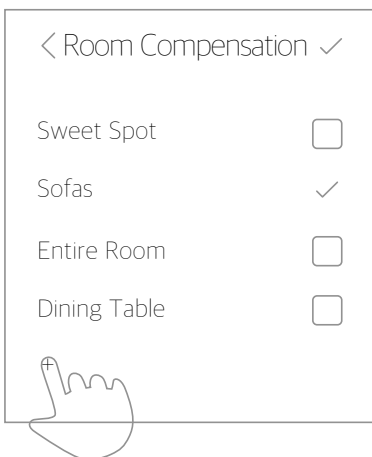 Room Compensation
Sweet Spot
Sofas
Entire Room
Dining Table
+